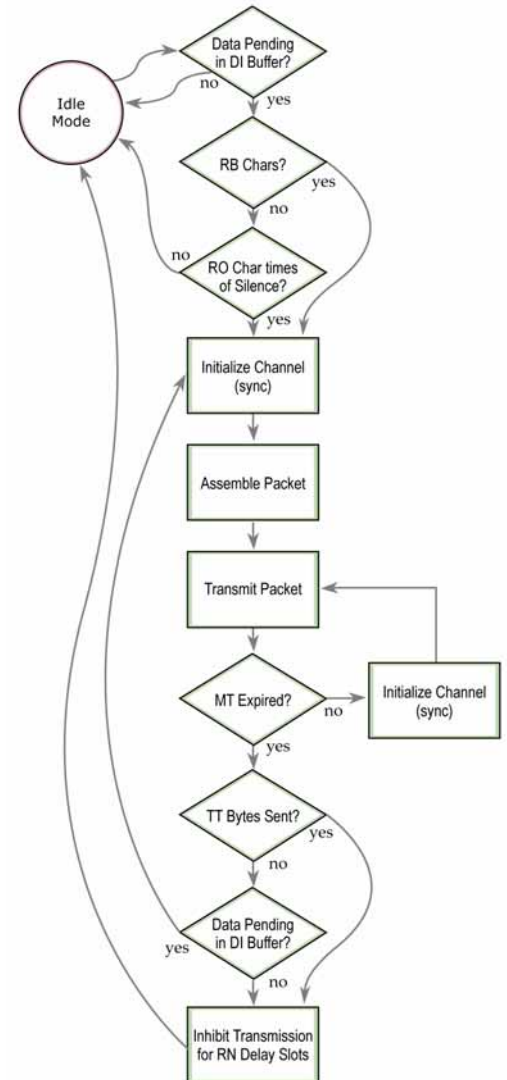 Data Pending
in DI Buffer?
no
yes
Idle
Mode
RB Chars?
yes
no
no
RO Char times
of Silence?
yes
Initialize Channel
(sync)
Assemble Packet
Transmit Packet
MT Expired?
no
Initialize Channel
(sync)
yes
TT Bytes Sent?
yes
no
Data Pending
in DI Buffer?
yes
no
Inhibit Transmission
for RN Delay Slots